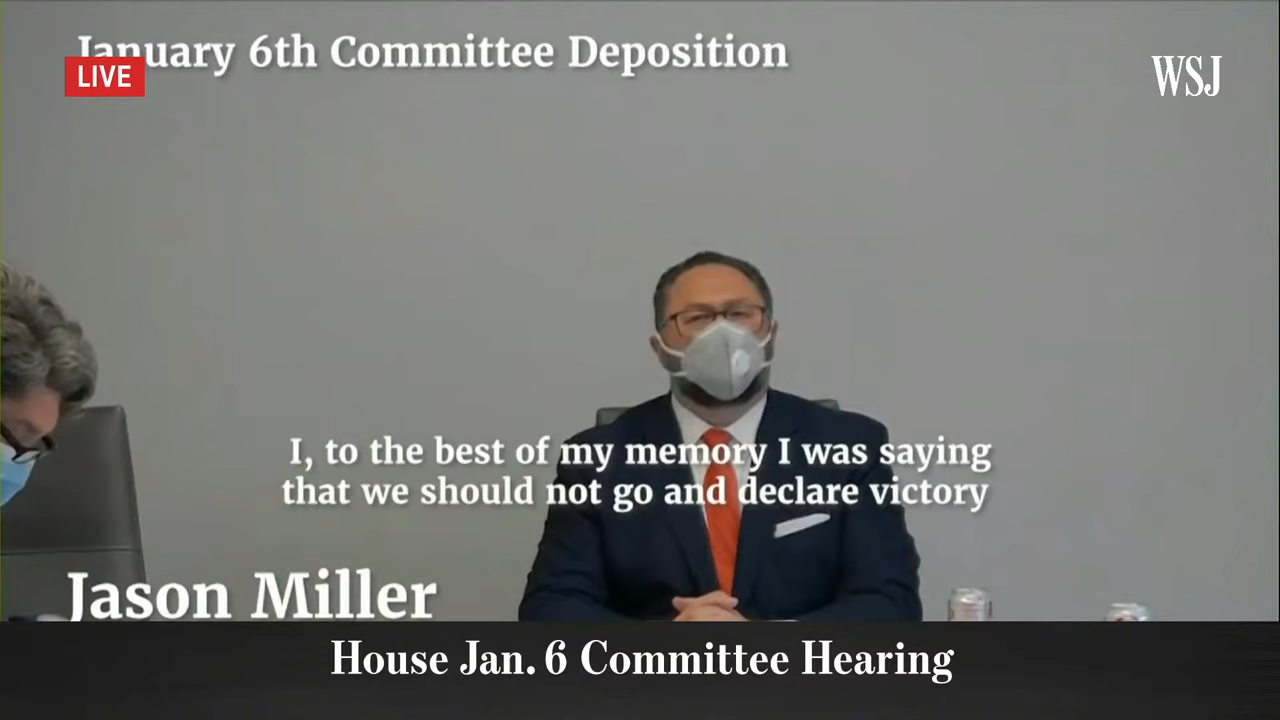 January 6th Committee Deposition
LIVE
WSJ
I, to the best of my memory I was saying
that we should not go and declare victory
Jason Miller
House Jan. 6 Committee Hearing